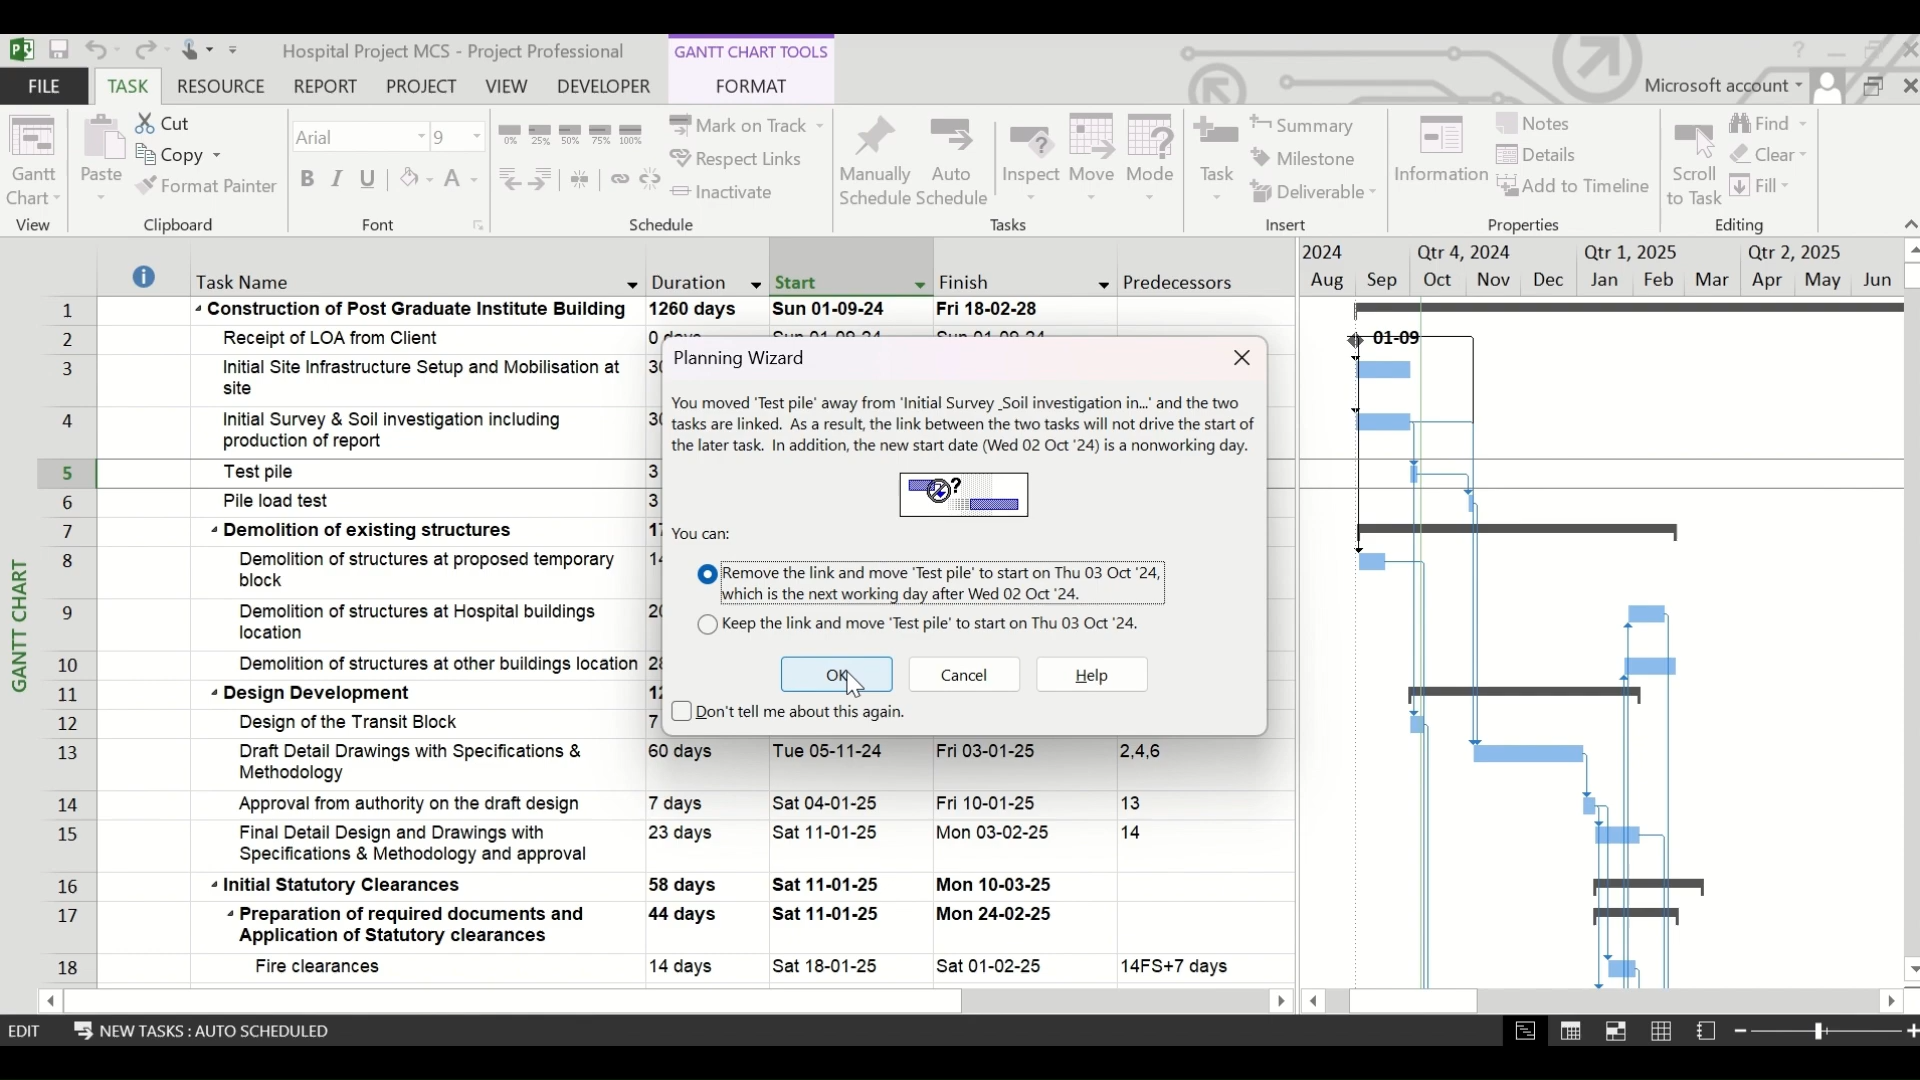 Hospital Project MCS - Project Professional
GANTT CHART TOOLS
FILE TASK RESOURCE REPORT PROJECT VIEW DEVELOPER FORMAT
Microsoft account
Gantt Chart
View
Paste
Cut
Copy
Format Painter
Clipboard
Arial 9
B I U A
Font
0% 25% 50% 75% 100%
Mark on Track
Respect Links
Inactivate
Schedule
Manually Schedule
Auto Schedule
Inspect
Move
Mode
Tasks
Task
Summary
Milestone
Deliverable
Insert
Information
Notes
Details
Add to Timeline
Properties
Scroll to Task
Find
Clear
Fill
Editing
Task Name Duration Start Finish Predecessors
2024 Qtr 4, 2024 Qtr 1, 2025 Qtr 2, 2025
Aug Sep Oct Nov Dec Jan Feb Mar Apr May Jun
GANTT CHART
1 Construction of Post Graduate Institute Building 1260 days Sun 01-09-24 Fri 18-02-28
2 Receipt of LOA from Client
01-09
3 Initial Site Infrastructure Setup and Mobilisation at
site
4 Initial Survey & Soil investigation including
production of report
5 Test pile 3
6 Pile load test 3
7 Demolition of existing structures
8 Demolition of structures at proposed temporary
block
9 Demolition of structures at Hospital buildings
location
10 Demolition of structures at other buildings location
11 Design Development
12 Design of the Transit Block 7
13 Draft Detail Drawings with Specifications & 60 days Tue 05-11-24 Fri 03-01-25 2,4,6
Methodology
14 Approval from authority on the draft design 7 days Sat 04-01-25 Fri 10-01-25 13
15 Final Detail Design and Drawings with 23 days Sat 11-01-25 Mon 03-02-25 14
Specifications & Methodology and approval
16 Initial Statutory Clearances 58 days Sat 11-01-25 Mon 10-03-25
17 Preparation of required documents and 44 days Sat 11-01-25 Mon 24-02-25
Application of Statutory clearances
18 Fire clearances 14 days Sat 18-01-25 Sat 01-02-25 14FS+7 days
Planning Wizard
You moved 'Test pile' away from 'Initial Survey _Soil investigation in...' and the two
tasks are linked. As a result, the link between the two tasks will not drive the start of
the later task. In addition, the new start date (Wed 02 Oct '24) is a nonworking day.
You can:
Remove the link and move 'Test pile' to start on Thu 03 Oct '24,
which is the next working day after Wed 02 Oct '24.
Keep the link and move 'Test pile' to start on Thu 03 Oct '24.
OK Cancel Help
Don't tell me about this again.
EDIT NEW TASKS : AUTO SCHEDULED